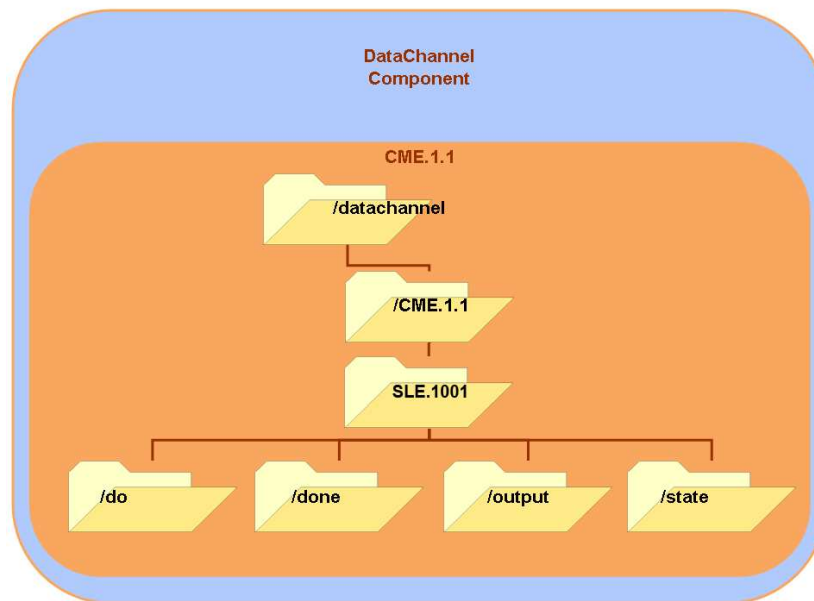 DataChannel
Component
CME.1.1
/datachannel
/CME.1.1
SLE.1001
/do
/done
/output
/state